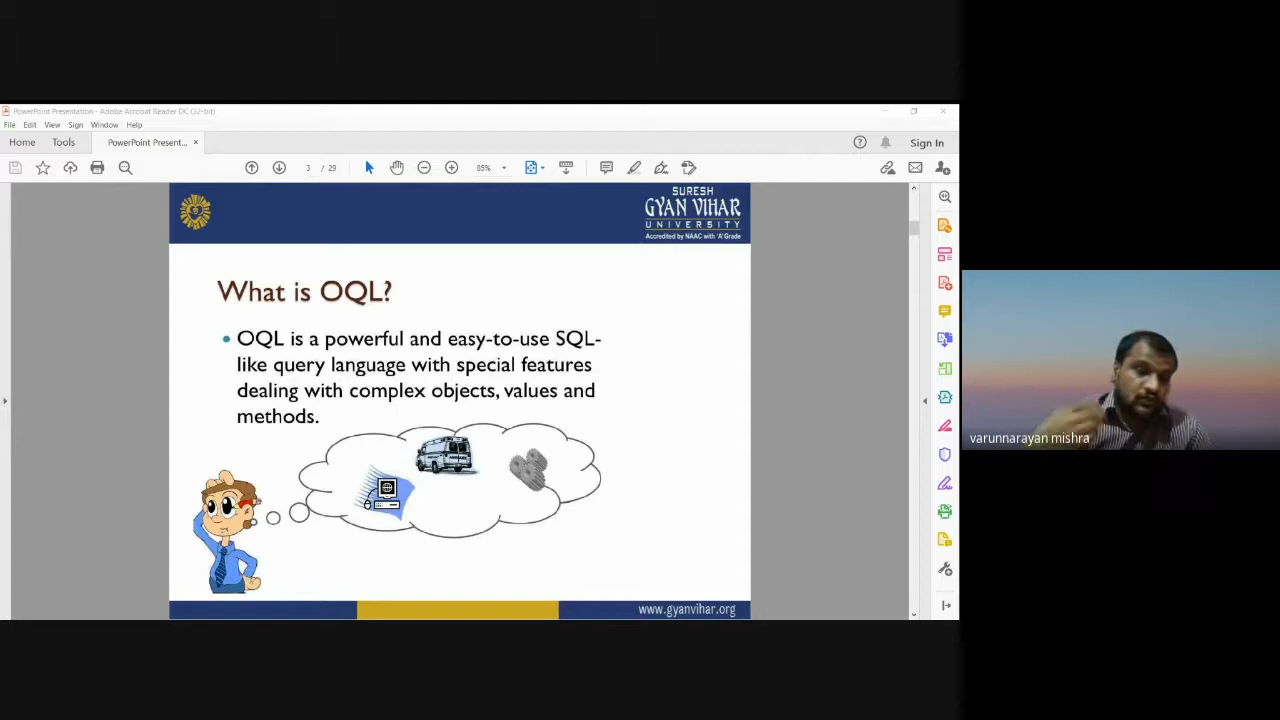 PowerPoint Presentation - Adobe Acrobat Reader DC (32-bit)
File Edit View Sign Window Help
Home Tools PowerPoint Present... × Sign In
3 / 29 85%
SURESH
GYAN VIHAR
UNIVERSITY
Accredited by NAAC with 'A' Grade
What is OQL?
• OQL is a powerful and easy-to-use SQL-
like query language with special features
dealing with complex objects, values and
methods.
varunnarayan mishra
www.gyanvihar.org